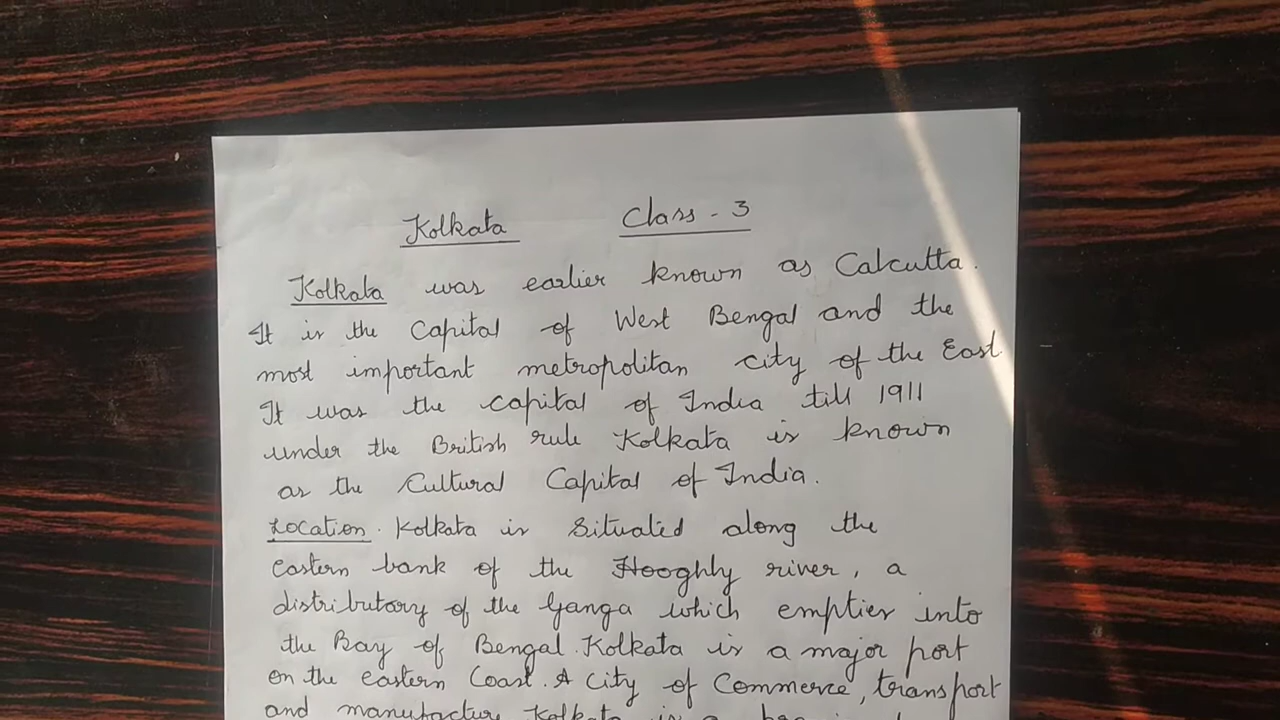 Kolkata Class - 3
Kolkata was earlier known as Calcutta.
It is the Capital of West Bengal and the
most important metropolitan city of the East.
It was the capital of India till 1911
under the British rule Kolkata is known
as the Cultural Capital of India.
Location. Kolkata is Situated along the
eastern bank of the Hooghly river, a
distributory of the Ganga which empties into
the Bay of Bengal. Kolkata is a major port
on the eastern Coast. A City of Commerce, transport
and manufacture Kolkata is a